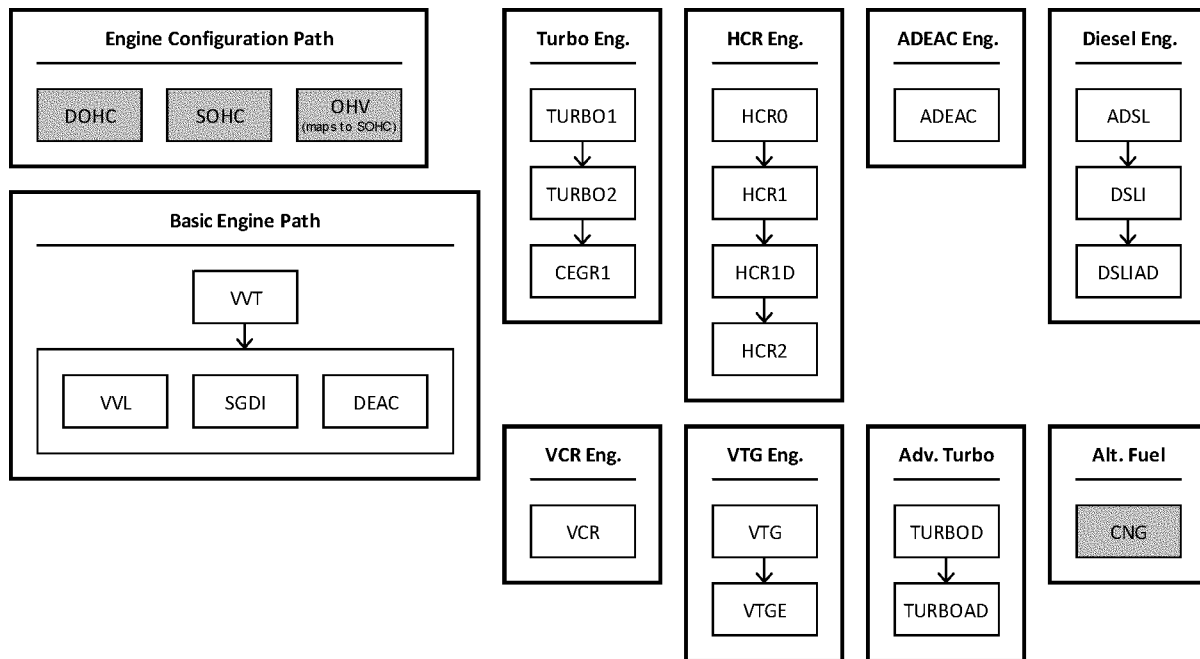 Engine Configuration Path
DOHC
SOHC
OHV
(maps to SOHC)
Basic Engine Path
VVT
VVL
SGDI
DEAC
Turbo Eng.
TURBO1
TURBO2
CEGR1
HCR Eng.
HCR0
HCR1
HCR1D
HCR2
ADEAC Eng.
ADEAC
Diesel Eng.
ADSL
DSLI
DSLIAD
VCR Eng.
VCR
VTG Eng.
VTG
VTGE
Adv. Turbo
TURBOD
TURBOAD
Alt. Fuel
CNG